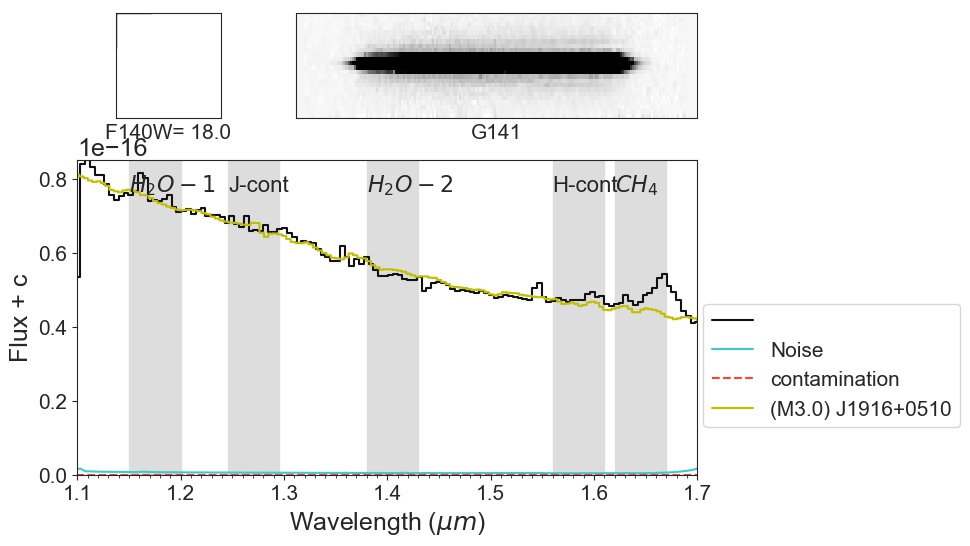 F140W= 18.0
G141
1e−16
H₂O − 1
J-cont
H₂O − 2
H-cont
CH₄
0.8
0.6
0.4
0.2
0.0
Flux + c
1.1
1.2
1.3
1.4
1.5
1.6
1.7
Wavelength (μm)
Noise
contamination
(M3.0) J1916+0510